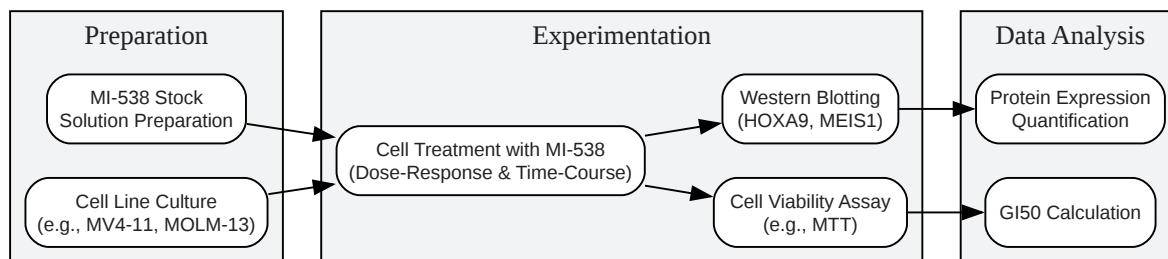 Preparation
MI-538 Stock
Solution Preparation
Cell Line Culture
(e.g., MV4-11, MOLM-13)
Experimentation
Cell Treatment with MI-538
(Dose-Response & Time-Course)
Western Blotting
(HOXA9, MEIS1)
Cell Viability Assay
(e.g., MTT)
Data Analysis
Protein Expression
Quantification
GI50 Calculation